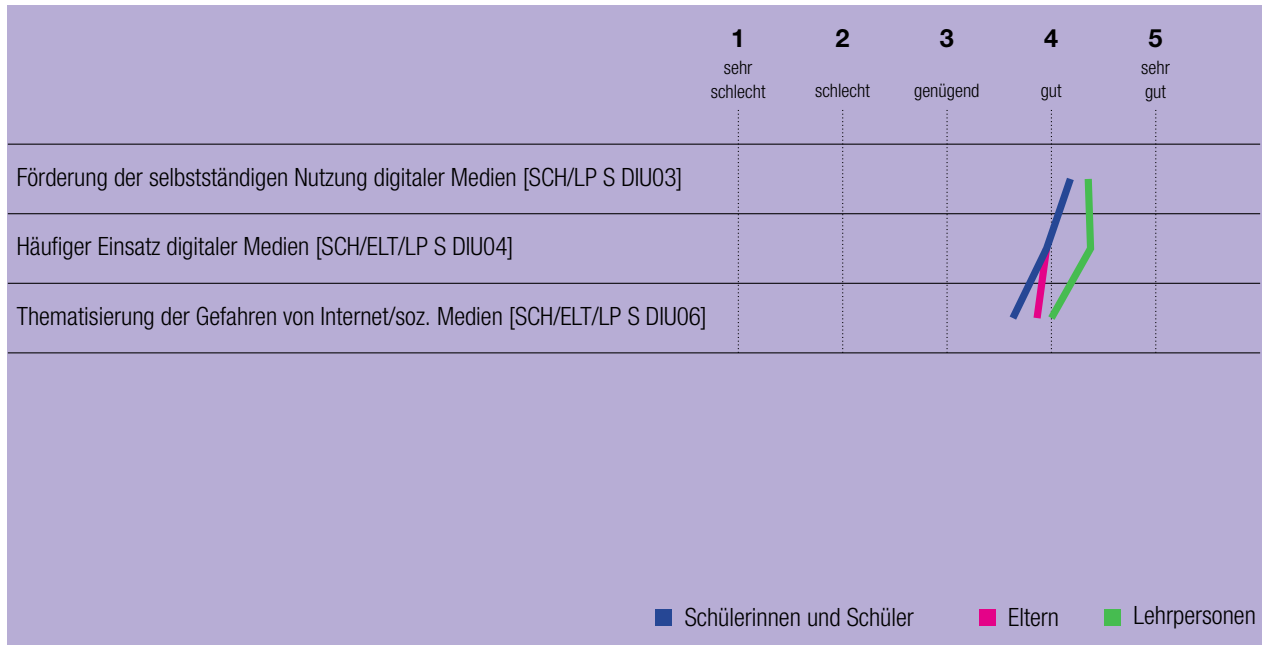 1 2 3 4 5
sehr schlecht schlecht genügend gut sehr gut
Förderung der selbstständigen Nutzung digitaler Medien [SCH/LP S DIU03]
Häufiger Einsatz digitaler Medien [SCH/ELT/LP S DIU04]
Thematisierung der Gefahren von Internet/soz. Medien [SCH/ELT/LP S DIU06]
Schülerinnen und Schüler Eltern Lehrpersonen